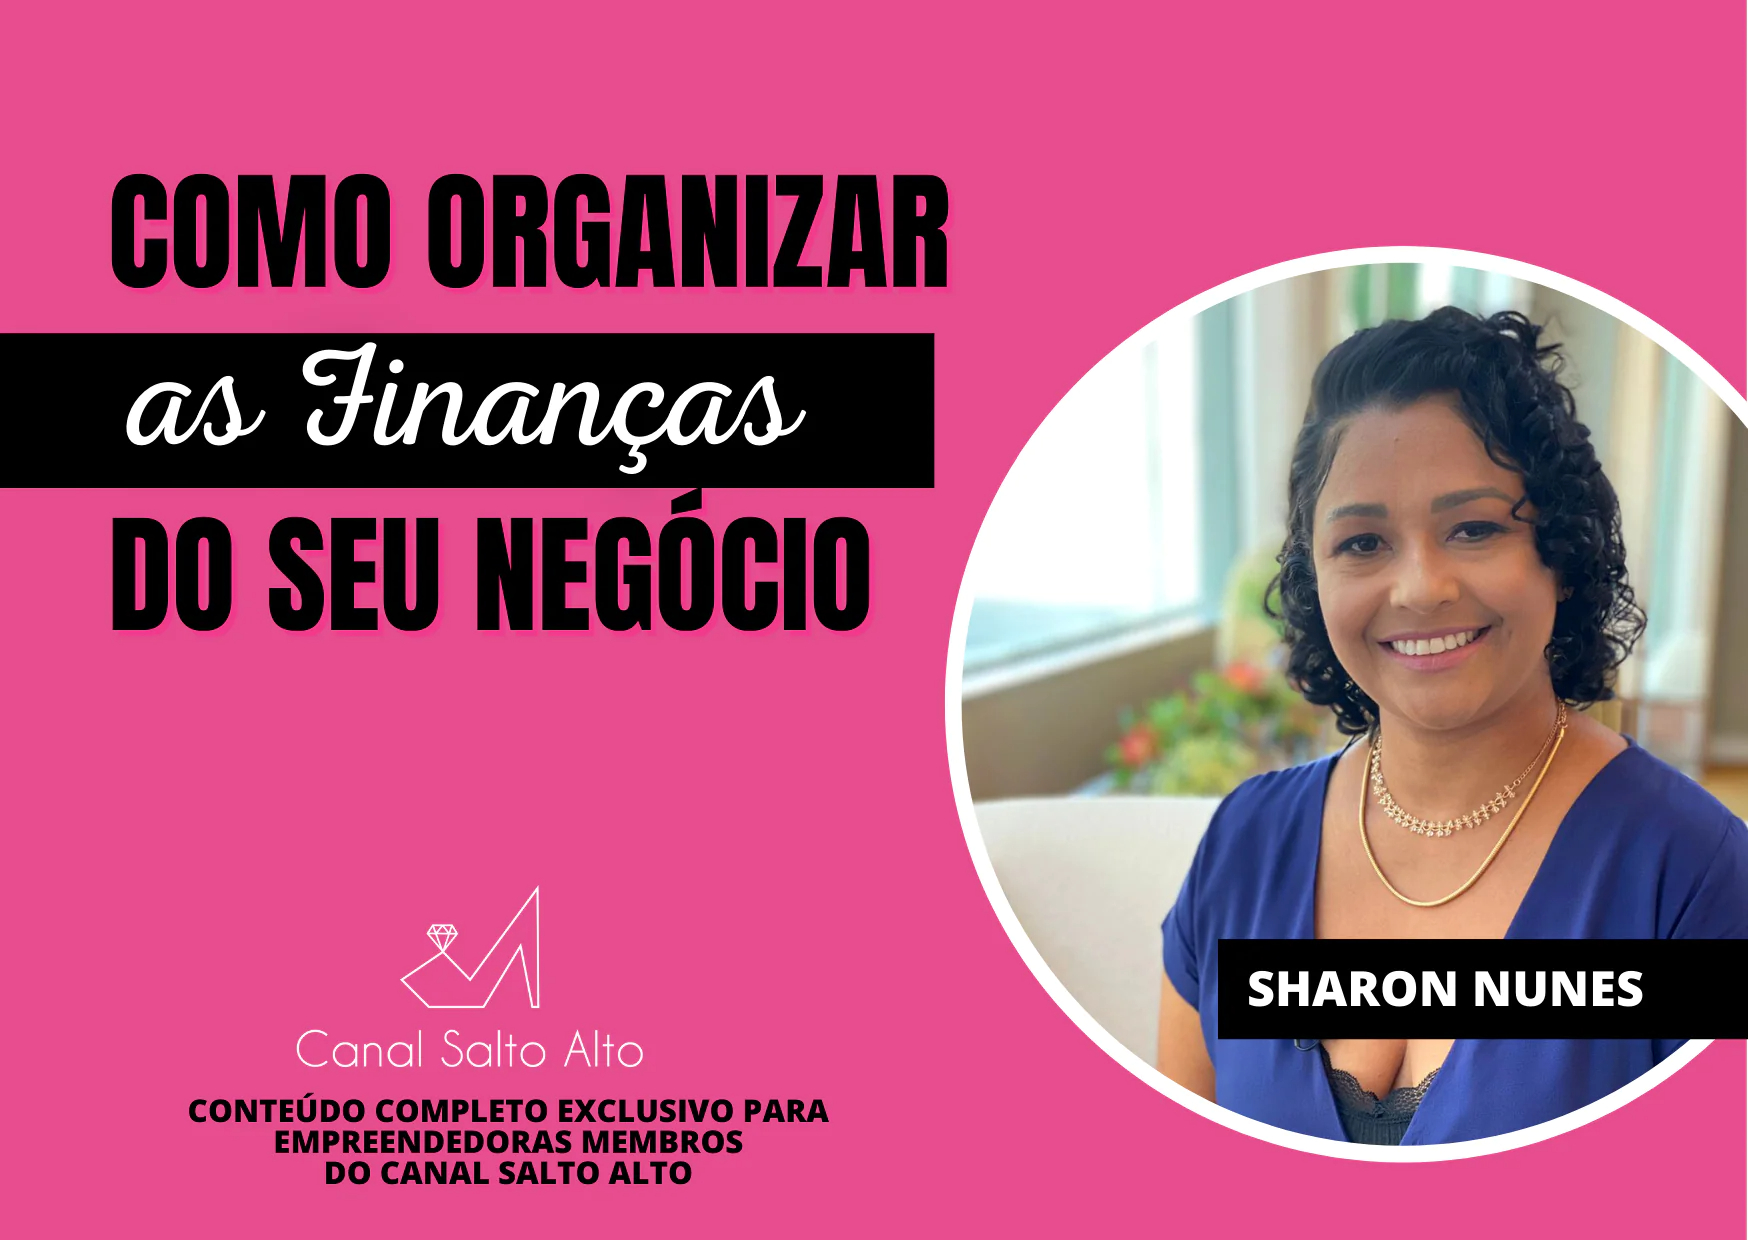 COMO ORGANIZAR
as Finanças
DO SEU NEGÓCIO
SHARON NUNES
Canal Salto Alto
CONTEÚDO COMPLETO EXCLUSIVO PARA
EMPREENDEDORAS MEMBROS
DO CANAL SALTO ALTO